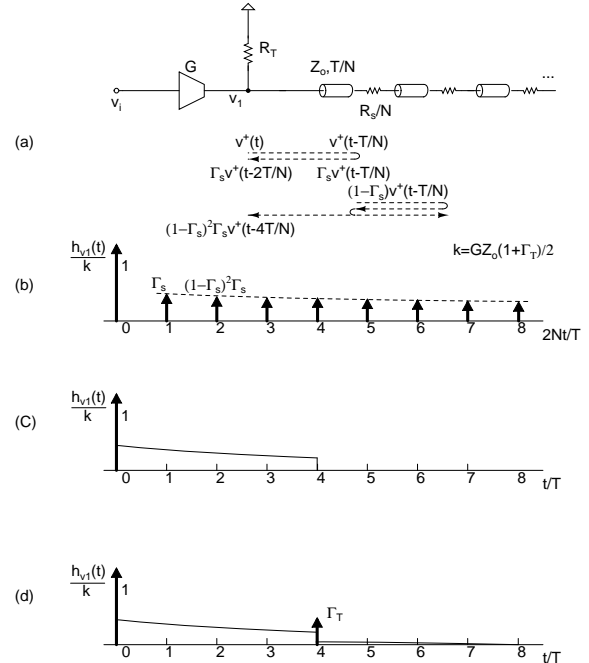 R_T
G
Z_o,T/N
...
v_i
v_1
R_s/N
(a)
v⁺(t) v⁺(t-T/N)
Γ_s v⁺(t-2T/N) Γ_s v⁺(t-T/N)
(1−Γ_s)v⁺(t-T/N)
(1−Γ_s)²Γ_s v⁺(t-4T/N)
k=GZ_o(1+Γ_T)/2
h_v1(t)
k
1
(b)
Γ_s (1−Γ_s)²Γ_s
0 1 2 3 4 5 6 7 8 2Nt/T
h_v1(t)
k
1
(C)
0 1 2 3 4 5 6 7 8 t/T
h_v1(t)
k
1
(d)
Γ_T
0 1 2 3 4 5 6 7 8 t/T